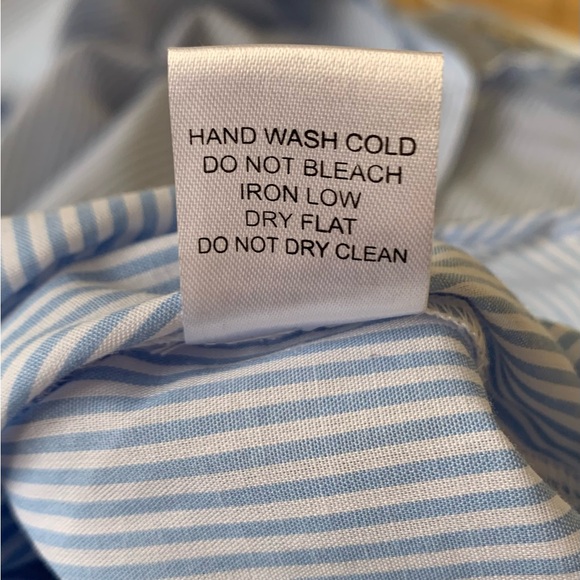 HAND WASH COLD
DO NOT BLEACH
IRON LOW
DRY FLAT
DO NOT DRY CLEAN